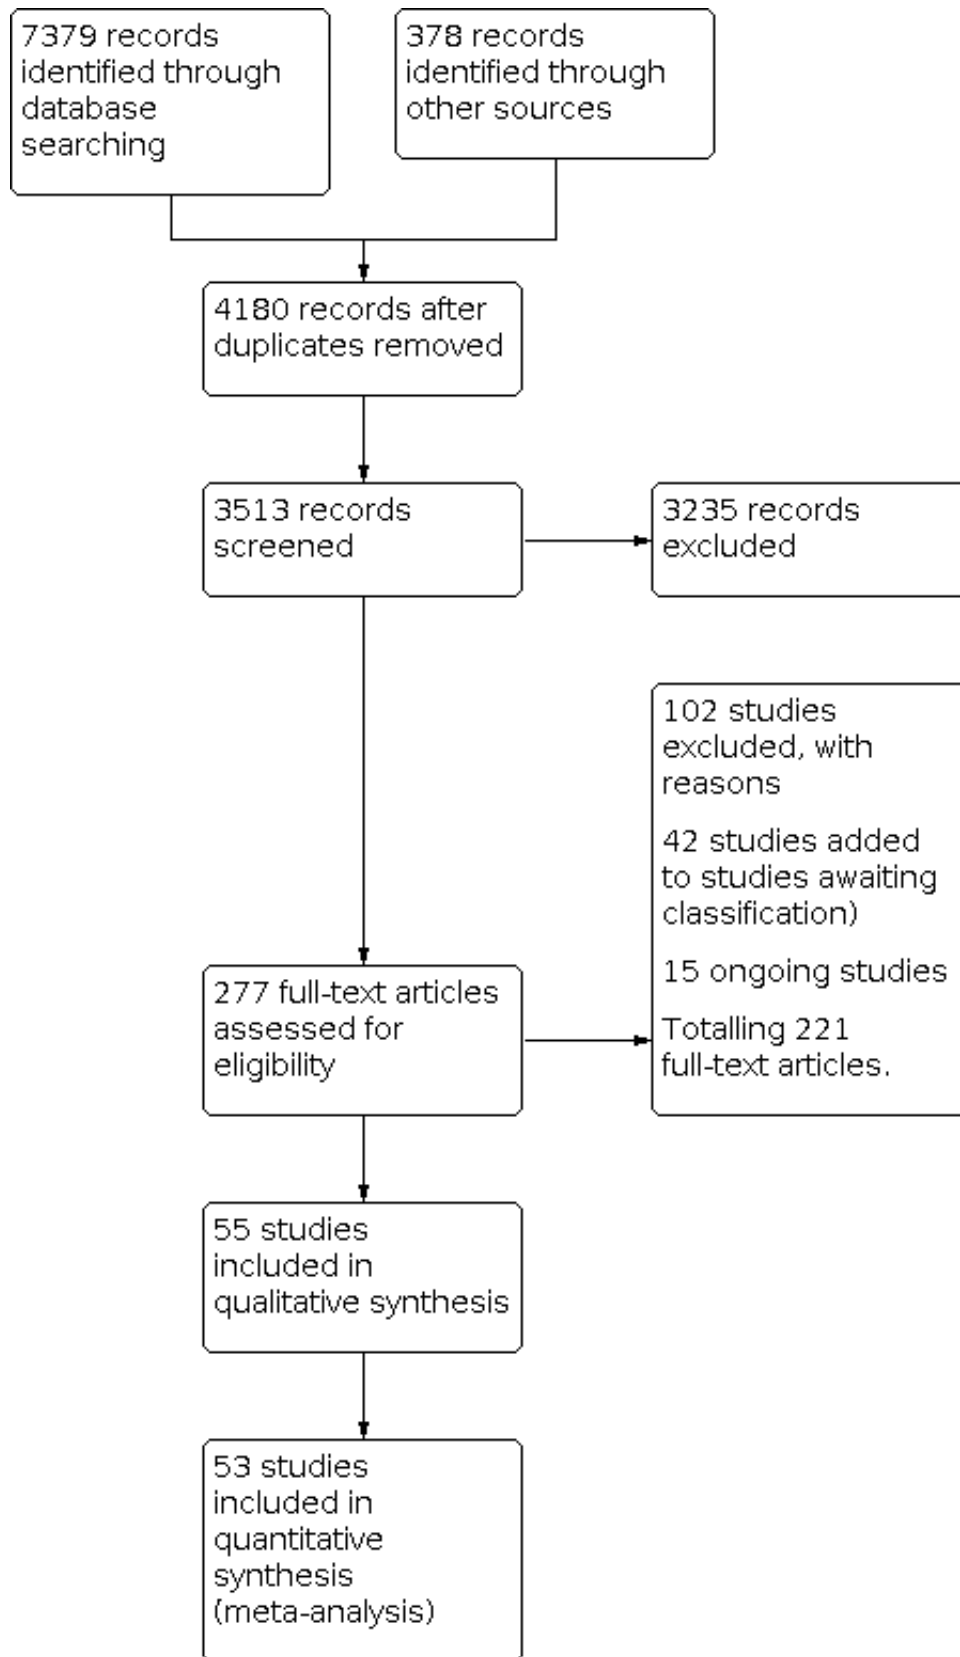 7379 records
identified through
database
searching
378 records
identified through
other sources
4180 records after
duplicates removed
3513 records
screened
3235 records
excluded
102 studies
excluded, with
reasons
42 studies added
to studies awaiting
classification)
15 ongoing studies
Totalling 221
full-text articles.
277 full-text articles
assessed for
eligibility
55 studies
included in
qualitative synthesis
53 studies
included in
quantitative
synthesis
(meta-analysis)